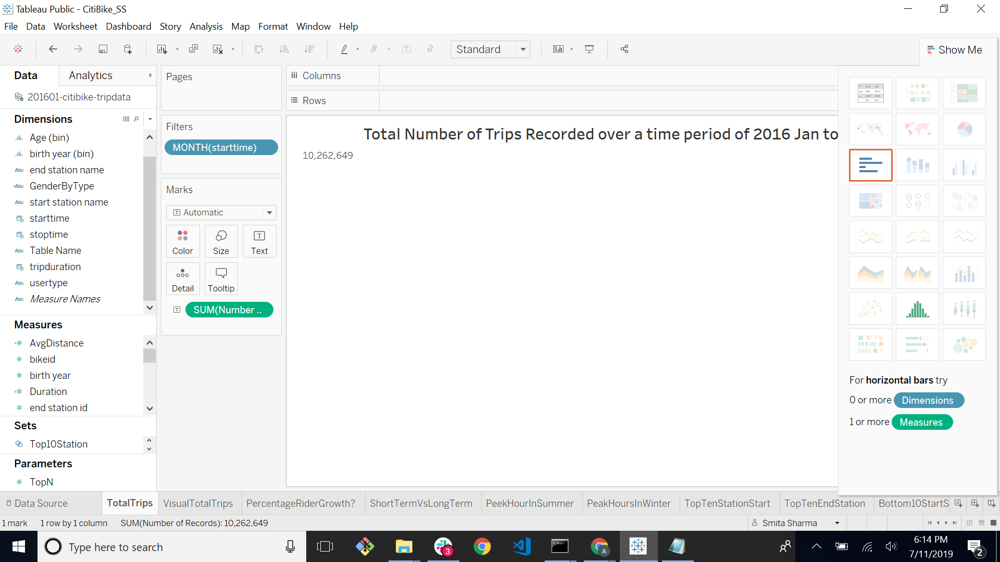 Tableau Public - CitiBike_SS
File Data Worksheet Dashboard Story Analysis Map Format Window Help
Standard
Show Me
Data Analytics
201601-citibike-tripdata
Dimensions
Age (bin)
birth year (bin)
Abc end station name
=Abc GenderByType
Abc start station name
starttime
stoptime
Abc Table Name
tripduration
Abc usertype
Abc Measure Names
Measures
AvgDistance
bikeid
birth year
Duration
end station id
Sets
Top10Station
Parameters
TopN
Pages
Filters
MONTH(starttime)
Marks
Automatic
Color Size Text
Detail Tooltip
SUM(Number ..
Columns
Rows
Total Number of Trips Recorded over a time period of 2016 Jan to
10,262,649
For horizontal bars try
0 or more Dimensions
1 or more Measures
Data Source TotalTrips VisualTotalTrips PercentageRiderGrowth? ShortTermVsLongTerm PeekHourInSummer PeakHoursInWinter TopTenStationStart TopTenEndStation Bottom10StartS
1 mark 1 row by 1 column SUM(Number of Records): 10,262,649 Smita Sharma
Type here to search
3
A
6:14 PM
7/11/2019
2